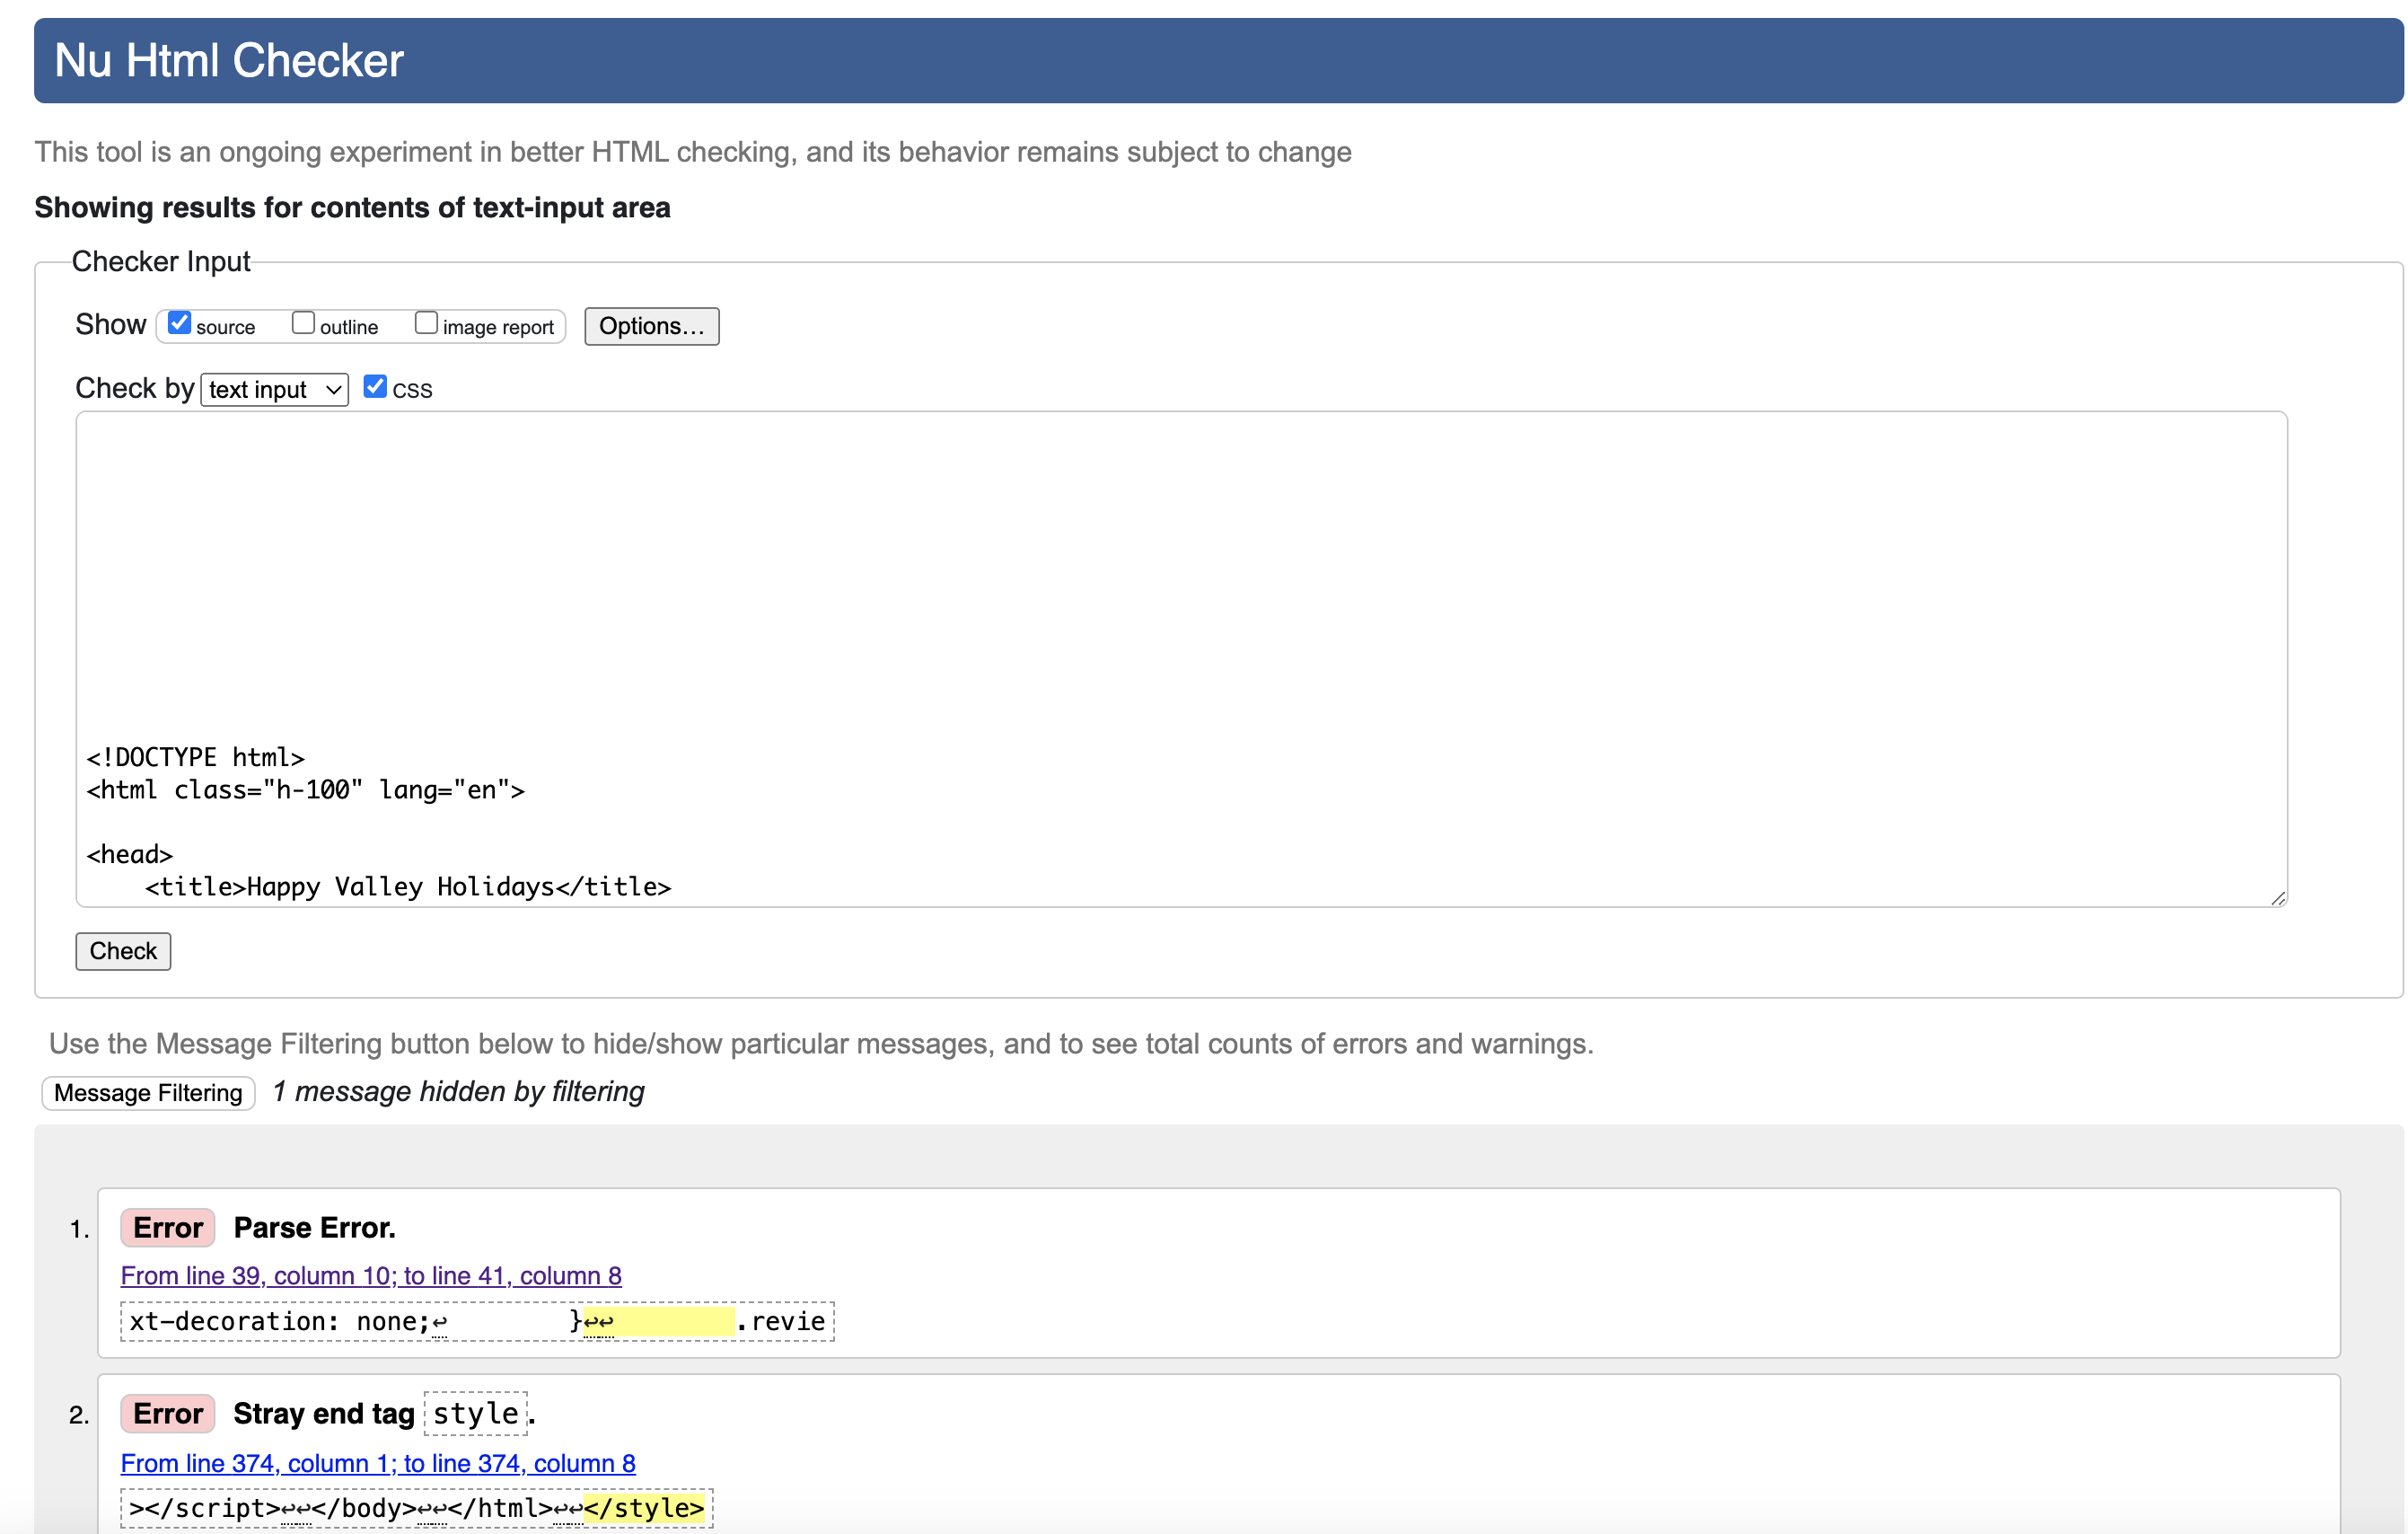 Nu Html Checker
This tool is an ongoing experiment in better HTML checking, and its behavior remains subject to change
Showing results for contents of text-input area
Checker Input
Show source outline image report Options...
Check by text input CSS
<!DOCTYPE html>
<html class="h-100" lang="en">
<head>
<title>Happy Valley Holidays</title>
Check
Use the Message Filtering button below to hide/show particular messages, and to see total counts of errors and warnings.
Message Filtering 1 message hidden by filtering
1. Error Parse Error.
From line 39, column 10; to line 41, column 8
xt-decoration: none;↩ }↩↩ .revie
2. Error Stray end tag style.
From line 374, column 1; to line 374, column 8
></script>↩↩</body>↩↩</html>↩↩</style>